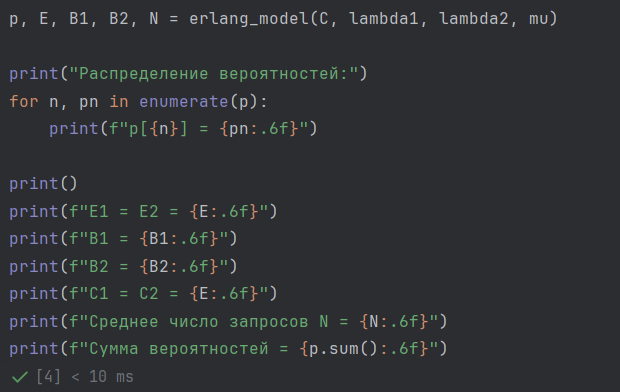 p, E, B1, B2, N = erlang_model(C, lambda1, lambda2, mu)
print("Распределение вероятностей:")
for n, pn in enumerate(p):
    print(f"p[{n}] = {pn:.6f}")
print()
print(f"E1 = E2 = {E:.6f}")
print(f"B1 = {B1:.6f}")
print(f"B2 = {B2:.6f}")
print(f"C1 = C2 = {E:.6f}")
print(f"Среднее число запросов N = {N:.6f}")
print(f"Сумма вероятностей = {p.sum():.6f}")
[4] < 10 ms